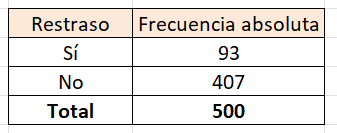 Restraso Frecuencia absoluta
Sí 93
No 407
Total 500